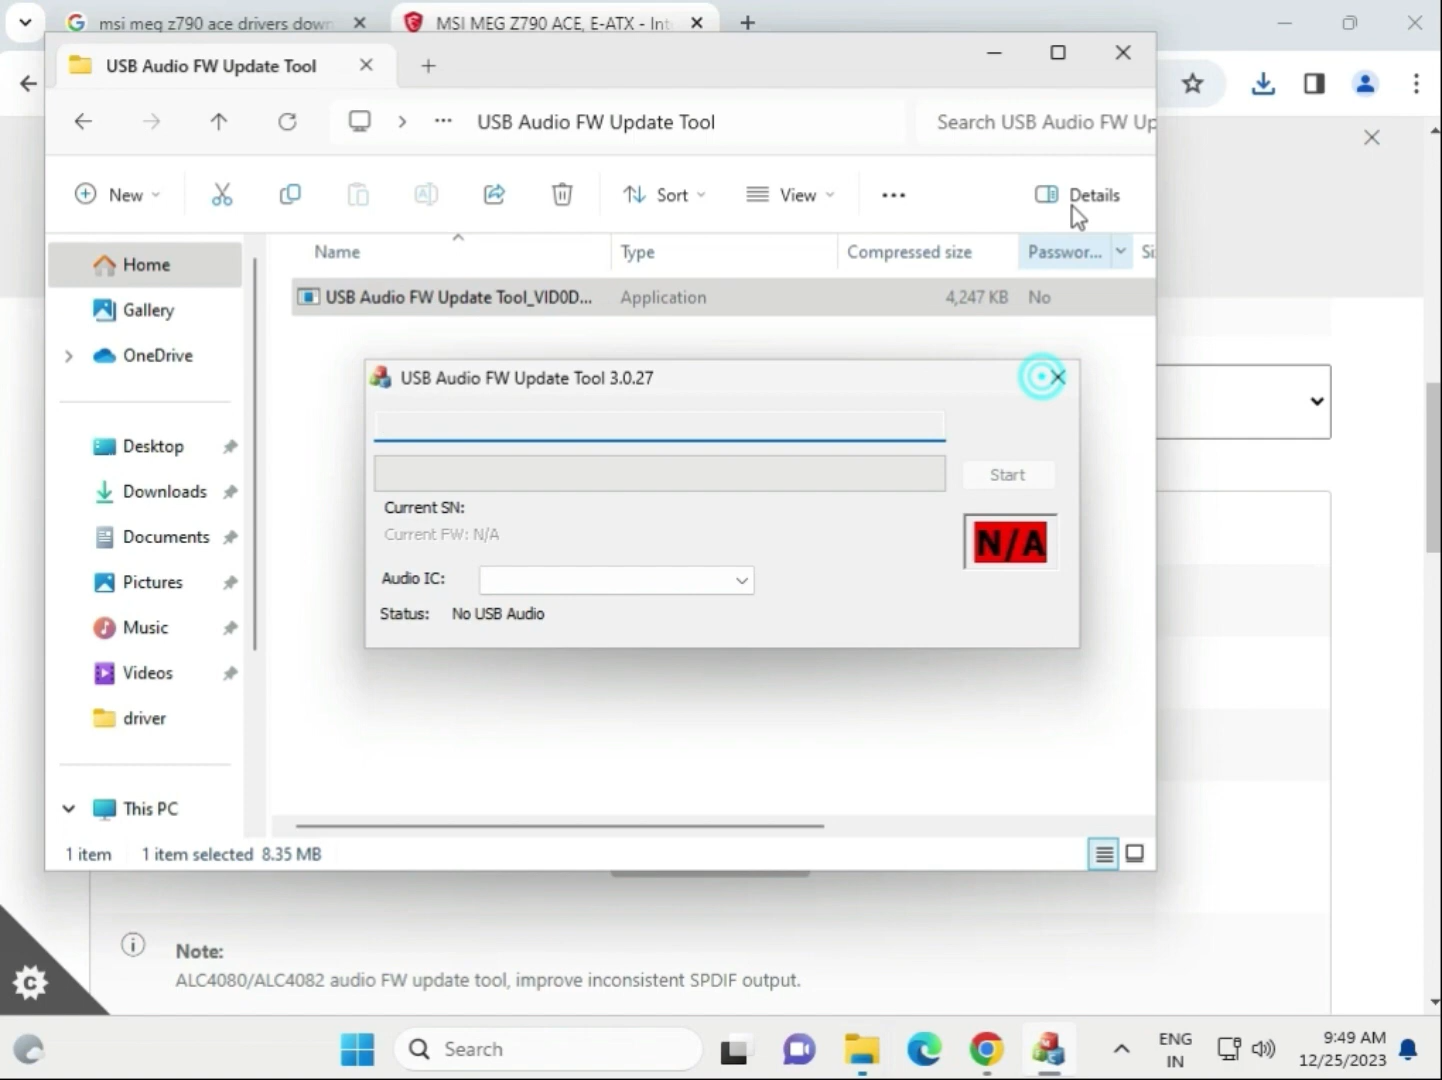 msi meg z790 ace drivers down
MSI MEG Z790 ACE, E-ATX - Int
USB Audio FW Update Tool
USB Audio FW Update Tool
Search USB Audio FW Up
New
Sort
View
Details
Name
Type
Compressed size
Passwor...
Si
Home
USB Audio FW Update Tool_VID0D...
Application
4,247 KB
No
Gallery
OneDrive
USB Audio FW Update Tool 3.0.27
Start
Current SN:
Current FW: N/A
N/A
Audio IC:
Status: No USB Audio
Desktop
Downloads
Documents
Pictures
Music
Videos
driver
This PC
1 item
1 item selected 8.35 MB
Note:
ALC4080/ALC4082 audio FW update tool, improve inconsistent SPDIF output.
Search
ENG
IN
9:49 AM
12/25/2023